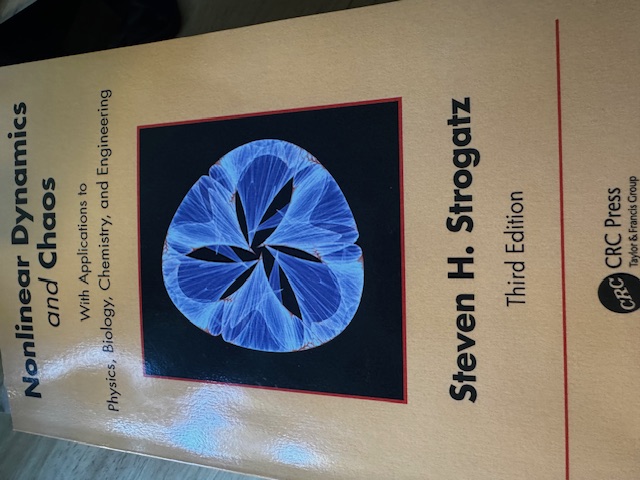 Nonlinear Dynamics
and Chaos
With Applications to
Physics, Biology, Chemistry, and Engineering
Steven H. Strogatz
Third Edition
CRC
CRC Press
Taylor & Francis Group